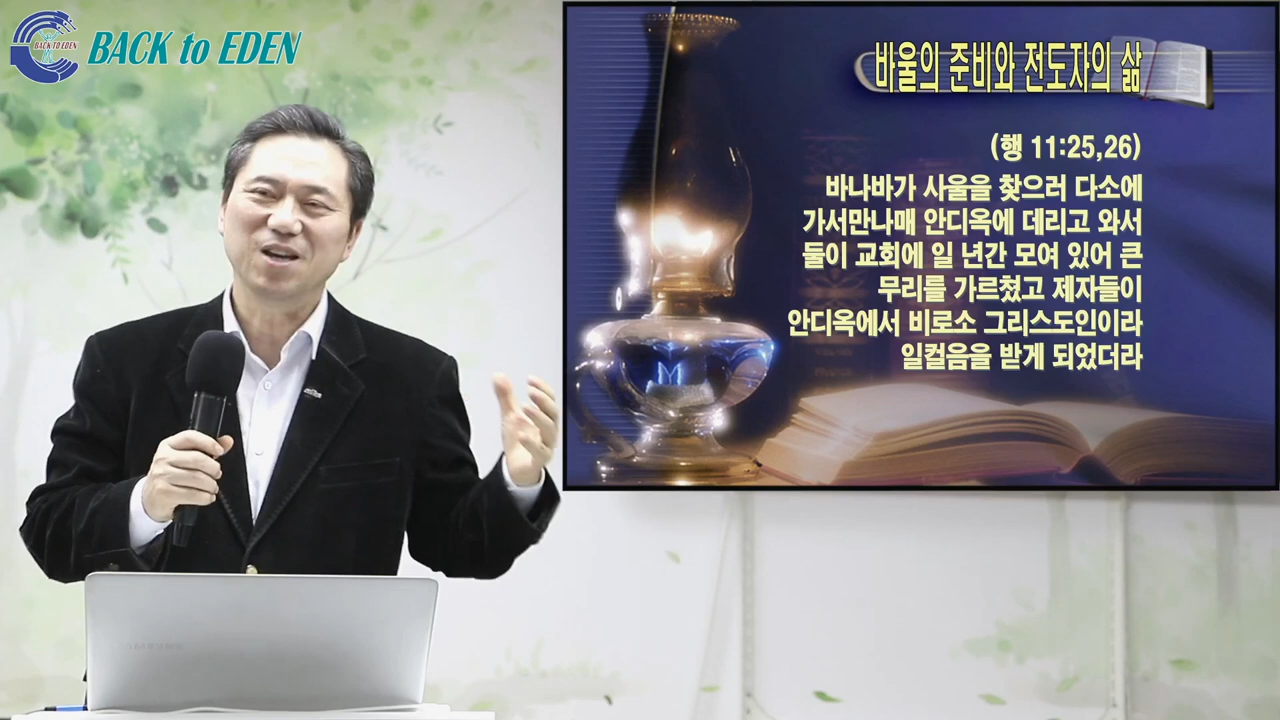 BACK TO EDEN
BACK to EDEN
바울의 준비와 전도자의 삶
(행 11:25,26)
바나바가 사울을 찾으러 다소에
가서만나매 안디옥에 데리고 와서
둘이 교회에 일 년간 모여 있어 큰
무리를 가르쳤고 제자들이
안디옥에서 비로소 그리스도인이라
일컬음을 받게 되었더라